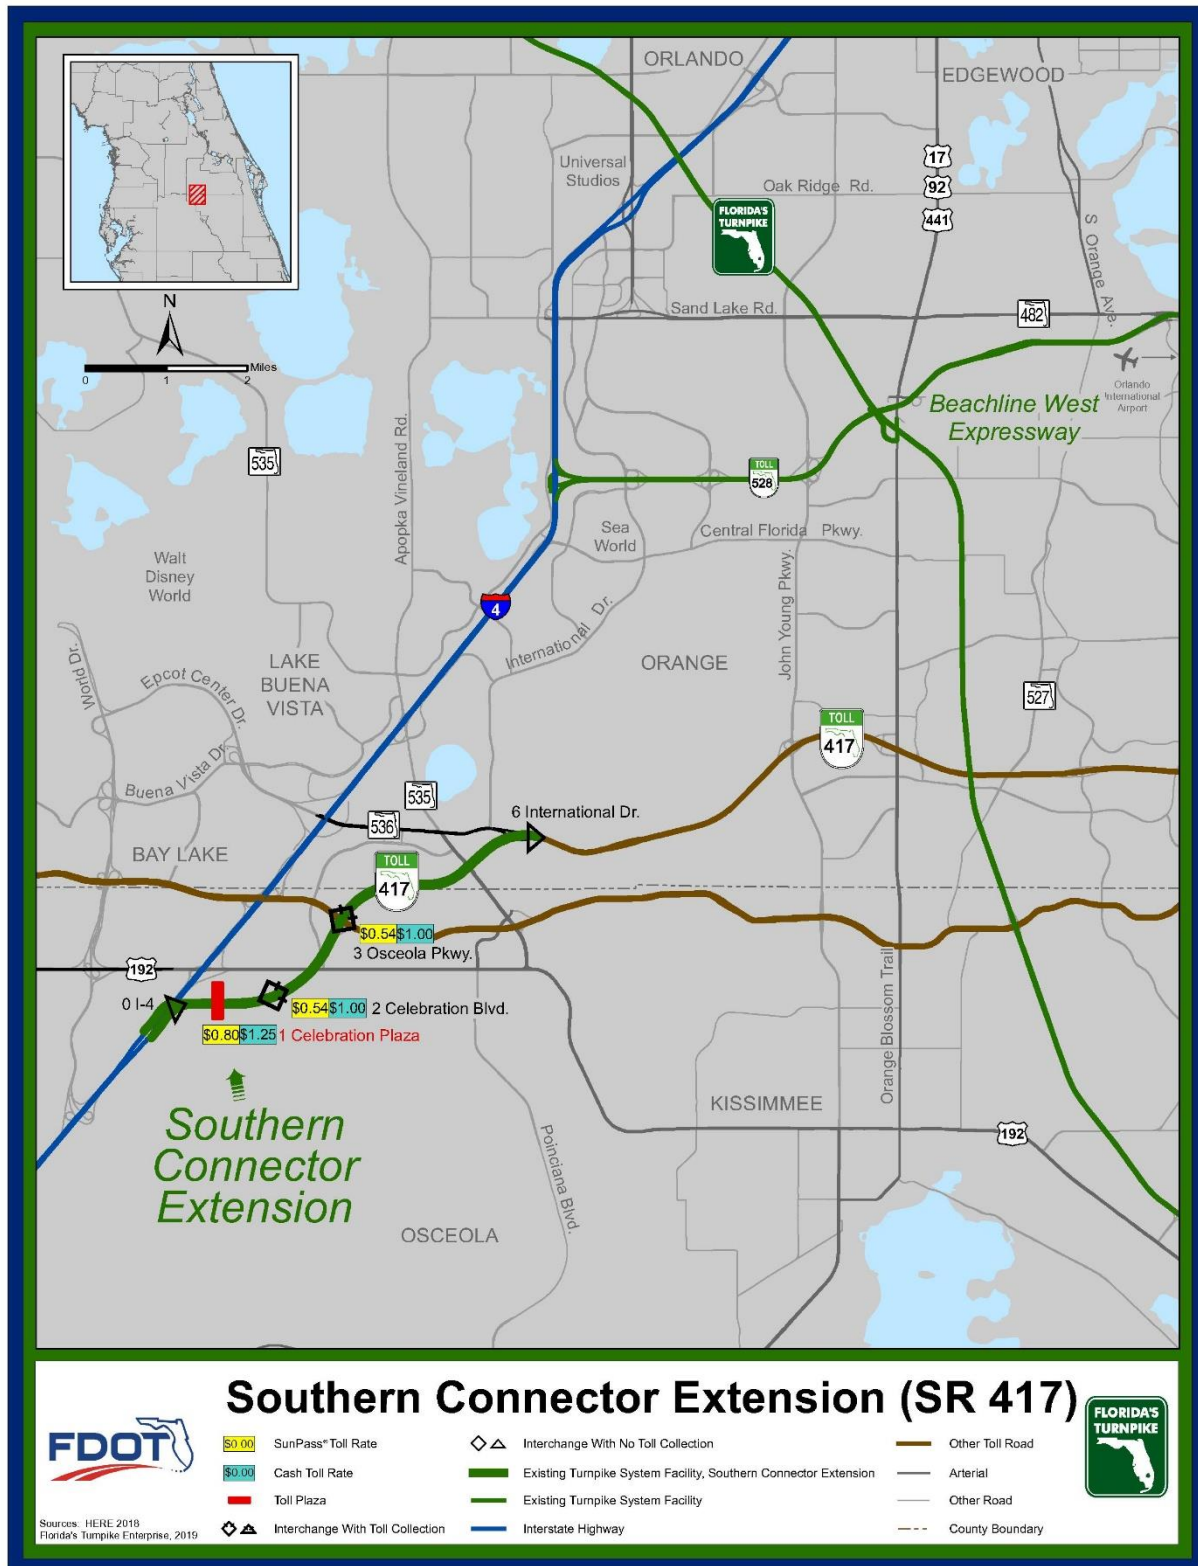 ORLANDO
EDGEWOOD
Universal
Studios
17
92
441
Oak Ridge Rd.
FLORIDA'S
TURNPIKE
S Orange Ave.
N
Sand Lake Rd.
482
Miles
0 1 2
Orlando
International
Airport
Beachline West
Expressway
535
Apopka Vineland Rd.
TOLL
528
Sea
World
Central Florida Pkwy.
Walt
Disney
World
4
International Dr.
John Young Pkwy.
World Dr.
Epcot Center Dr.
LAKE
BUENA
VISTA
ORANGE
527
TOLL
417
Buena Vista Dr.
535
536
6 International Dr.
BAY LAKE
TOLL
417
$0.54 $1.00
3 Osceola Pkwy.
192
0 I-4
$0.54 $1.00 2 Celebration Blvd.
$0.80 $1.25 1 Celebration Plaza
Orange Blossom Trail
Southern
Connector
Extension
KISSIMMEE
192
Poinciana Blvd.
OSCEOLA
Southern Connector Extension (SR 417)
FDOT
FLORIDA'S
TURNPIKE
$0.00 SunPass® Toll Rate
$0.00 Cash Toll Rate
Toll Plaza
Interchange With Toll Collection
Interchange With No Toll Collection
Existing Turnpike System Facility, Southern Connector Extension
Existing Turnpike System Facility
Interstate Highway
Other Toll Road
Arterial
Other Road
County Boundary
Sources: HERE 2018
Florida's Turnpike Enterprise, 2019